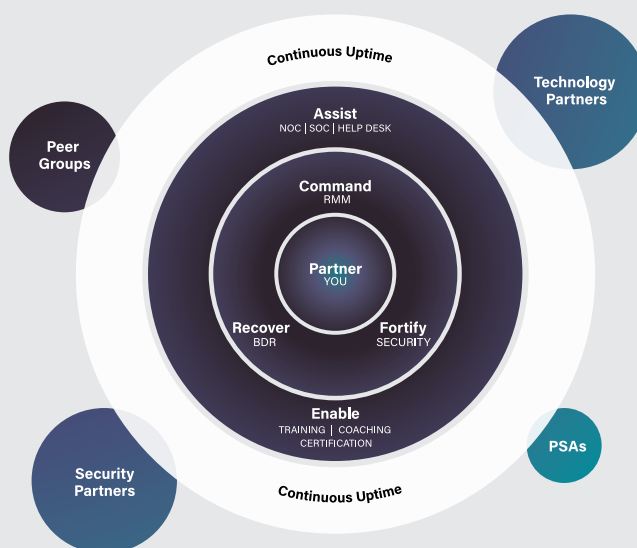 Continuous Uptime
Technology
Partners
Assist
NOC | SOC | HELP DESK
Peer
Groups
Command
RMM
Partner
YOU
Recover
BDR
Fortify
SECURITY
Enable
TRAINING | COACHING
CERTIFICATION
PSAs
Security
Partners
Continuous Uptime